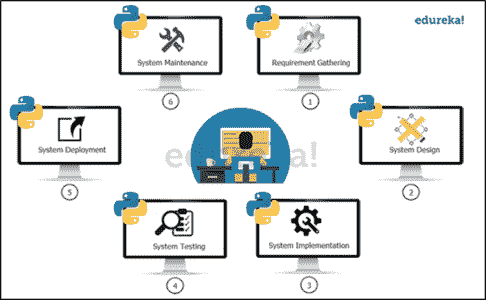 edureka!
System Maintenance
Requirement Gathering
6
1
System Deployment
System Design
edureka!
5
2
System Testing
System Implementation
4
3